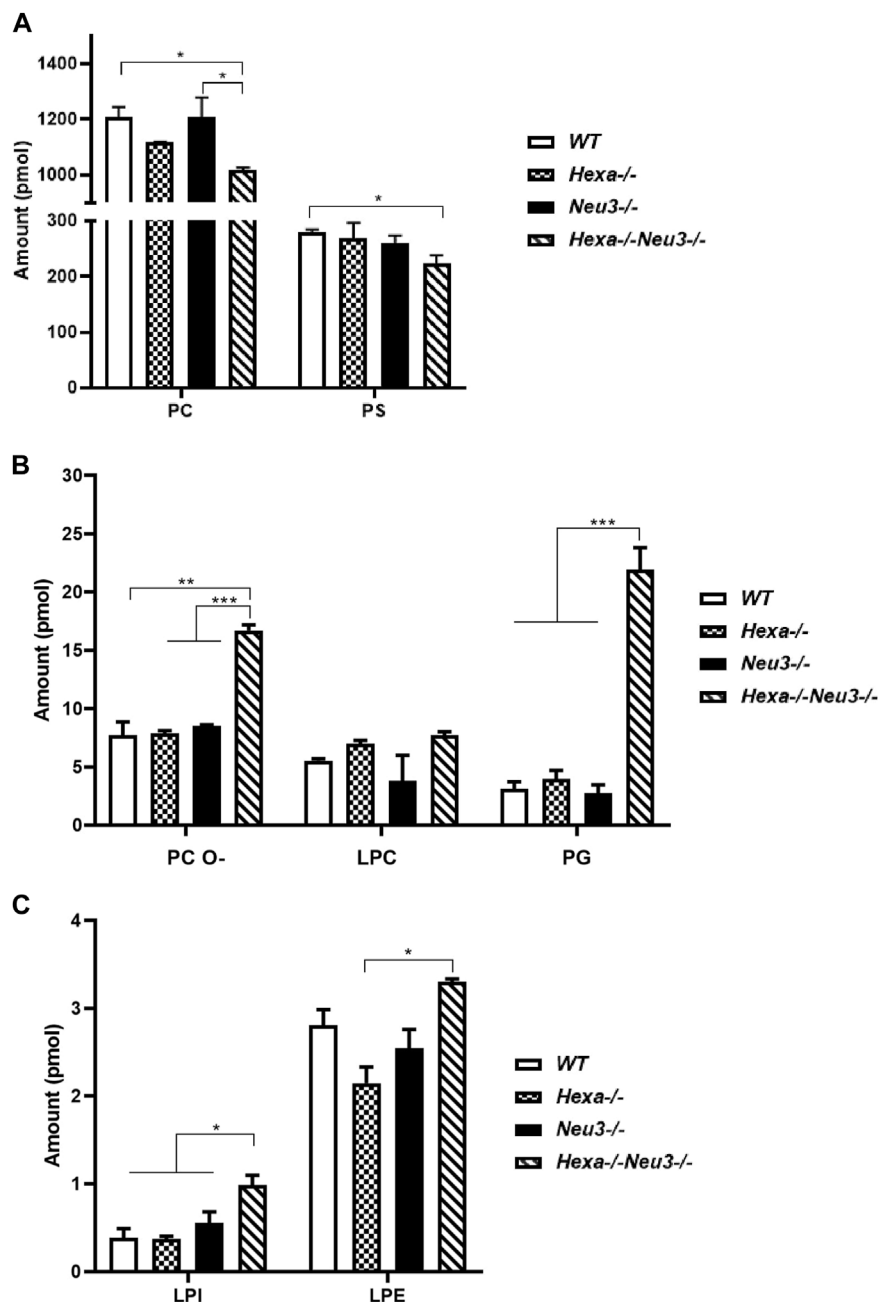 A
Amount (pmol)
1400
1200
1000
300
200
100
0
*
*
*
PC
PS
WT
Hexa-/-
Neu3-/-
Hexa-/-Neu3-/-
B
Amount (pmol)
30
25
20
15
10
5
0
**
***
***
PC O-
LPC
PG
WT
Hexa-/-
Neu3-/-
Hexa-/-Neu3-/-
C
Amount (pmol)
4
3
2
1
0
*
*
LPI
LPE
WT
Hexa-/-
Neu3-/-
Hexa-/-Neu3-/-